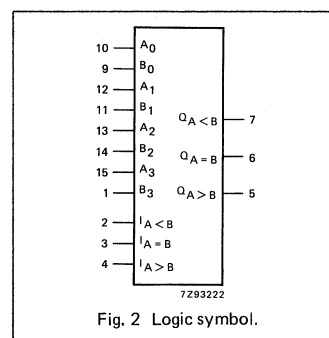 10 A0
9 B0
12 A1
11 B1
13 A2
14 B2
15 A3
1 B3
2 IA < B
3 IA = B
4 IA > B
QA < B 7
QA = B 6
QA > B 5
7Z93222
Fig. 2 Logic symbol.